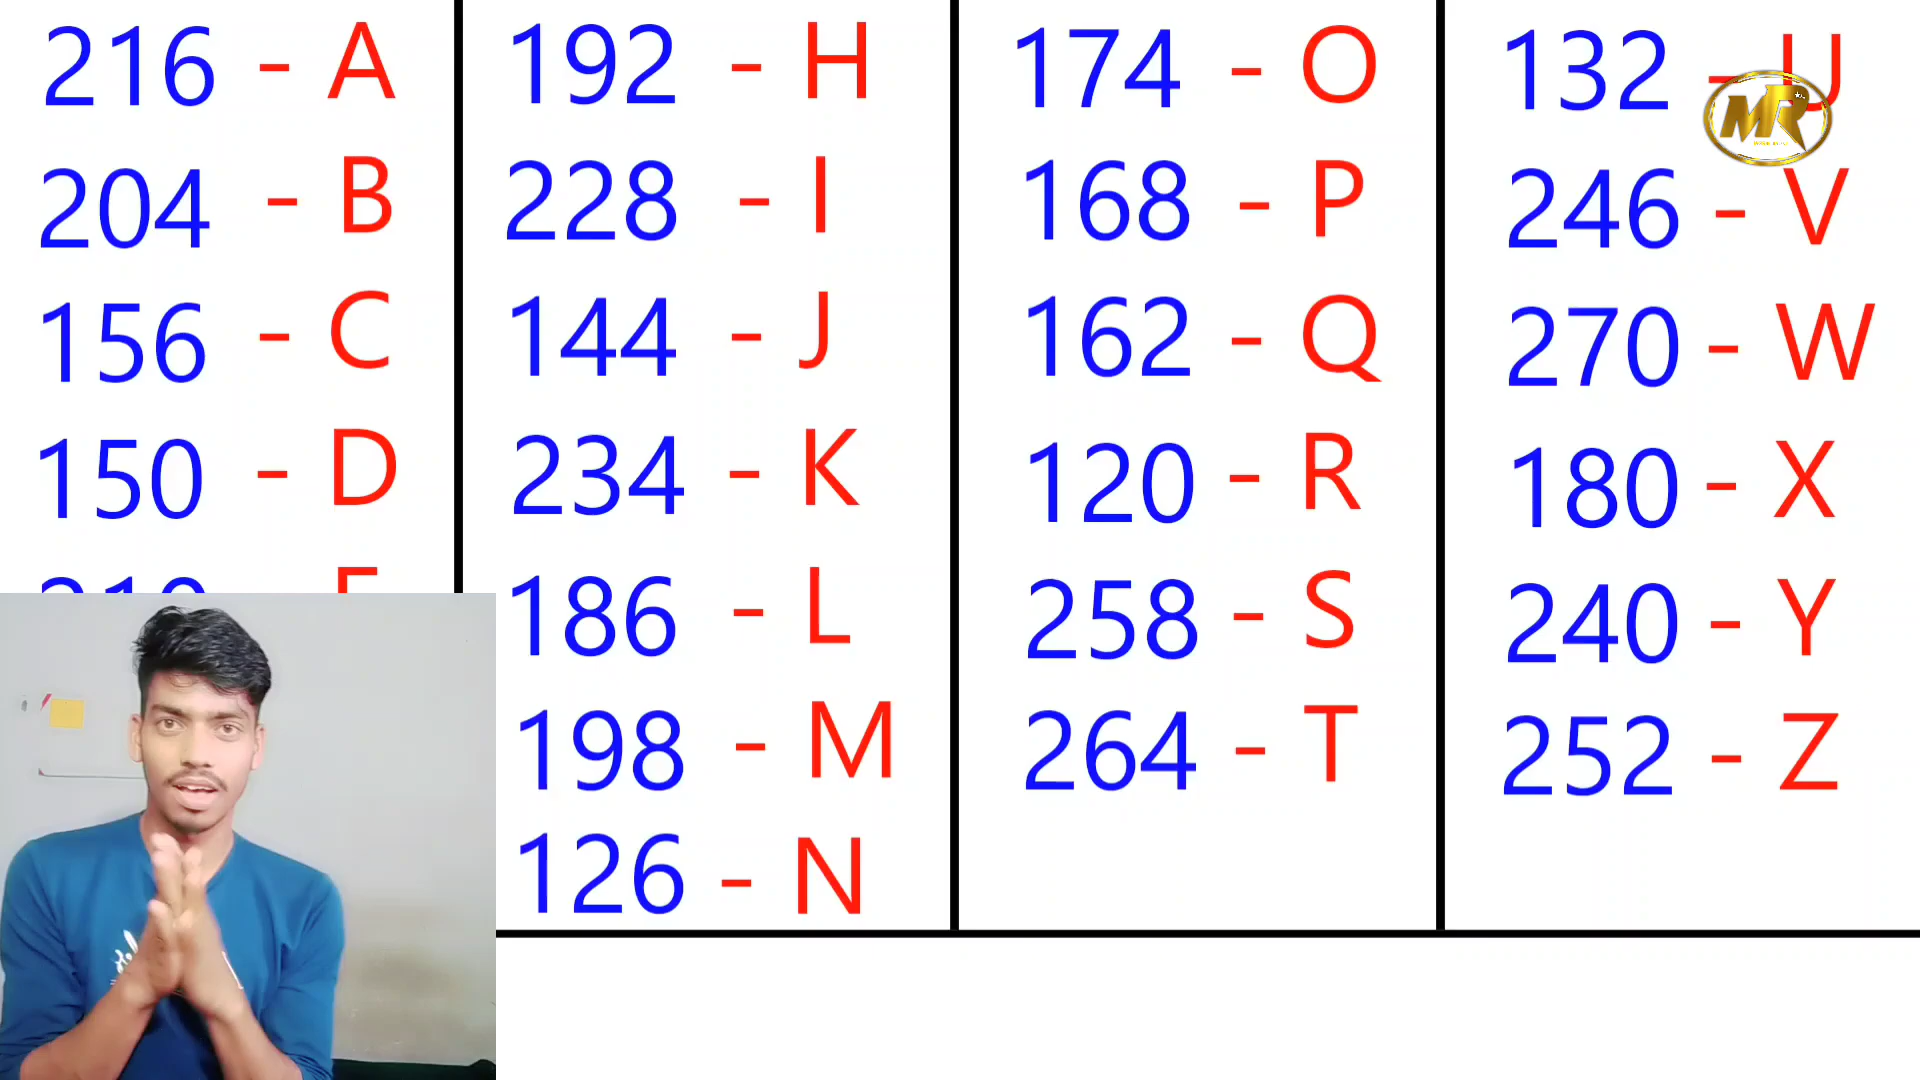 216 - A
204 - B
156 - C
150 - D
192 - H
228 - I
144 - J
234 - K
186 - L
198 - M
126 - N
174 - O
168 - P
162 - Q
120 - R
258 - S
264 - T
132 - U
246 - V
270 - W
180 - X
240 - Y
252 - Z
MR